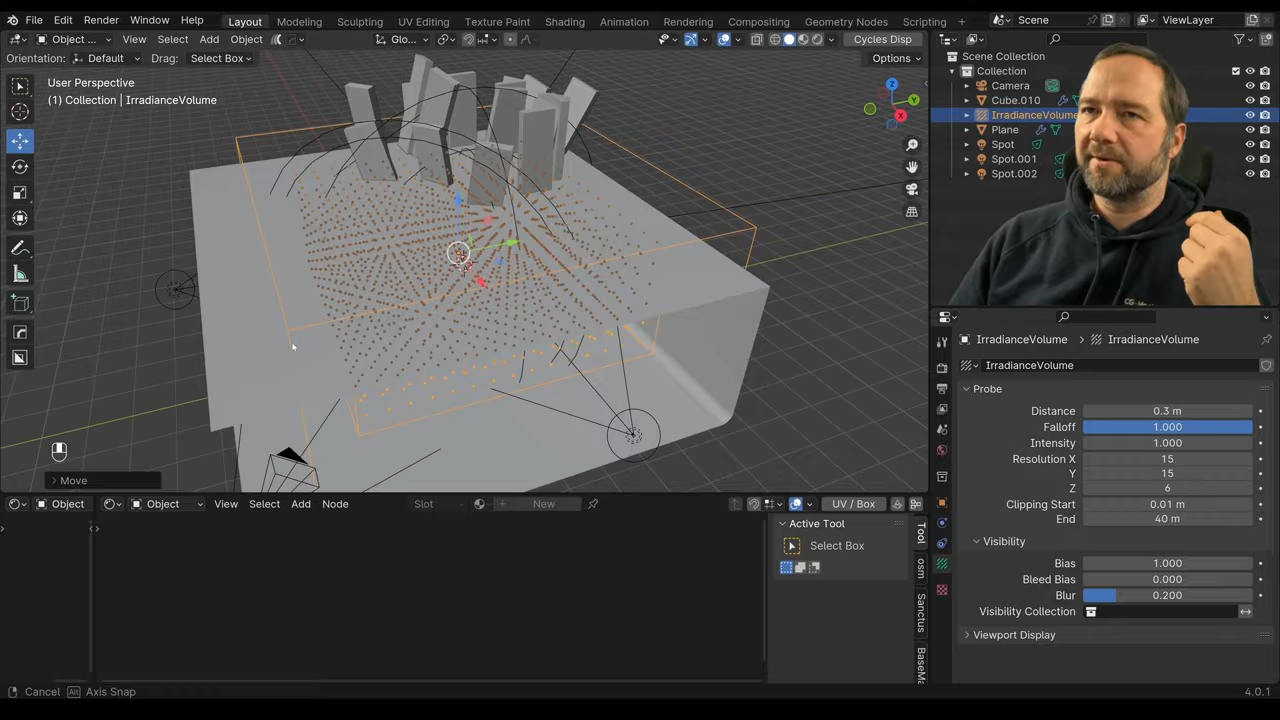 File Edit Render Window Help Layout Modeling Sculpting UV Editing Texture Paint Shading Animation Rendering Compositing Geometry Nodes Scripting + Scene ViewLayer
Object ... View Select Add Object Glo... Cycles Disp
Orientation: Default Drag: Select Box Options
User Perspective
(1) Collection | IrradianceVolume
Z
Y
X
Move
Scene Collection
Collection
Camera
Cube.010
IrradianceVolume
Plane
Spot
Spot.001
Spot.002
IrradianceVolume > IrradianceVolume
IrradianceVolume
Probe
Distance 0.3 m
Falloff 1.000
Intensity 1.000
Resolution X 15
Y 15
Z 6
Clipping Start 0.01 m
End 40 m
Visibility
Bias 1.000
Bleed Bias 0.000
Blur 0.200
Visibility Collection
Viewport Display
Object Object View Select Add Node Slot New UV / Box
Active Tool
Select Box
Tool
osm
Sanctus
BaseMa
Cancel Alt Axis Snap
4.0.1